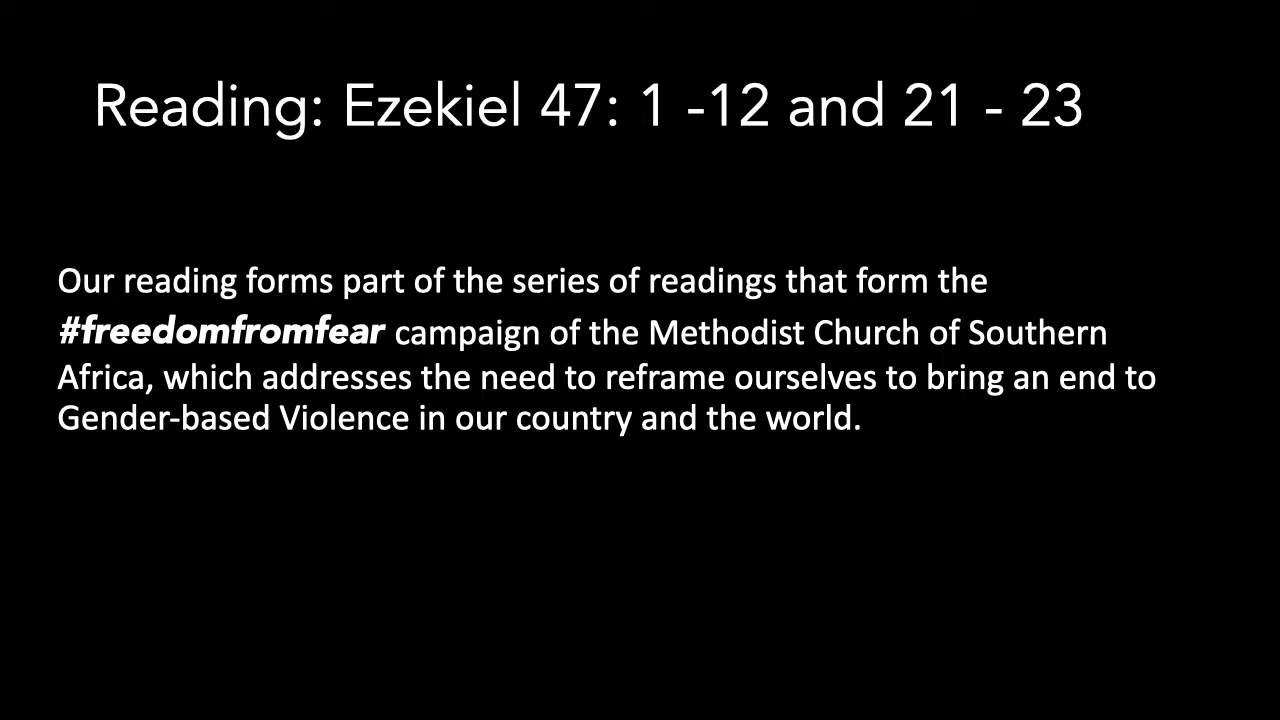 Reading: Ezekiel 47: 1 -12 and 21 - 23
Our reading forms part of the series of readings that form the
#freedomfromfear campaign of the Methodist Church of Southern
Africa, which addresses the need to reframe ourselves to bring an end to
Gender-based Violence in our country and the world.